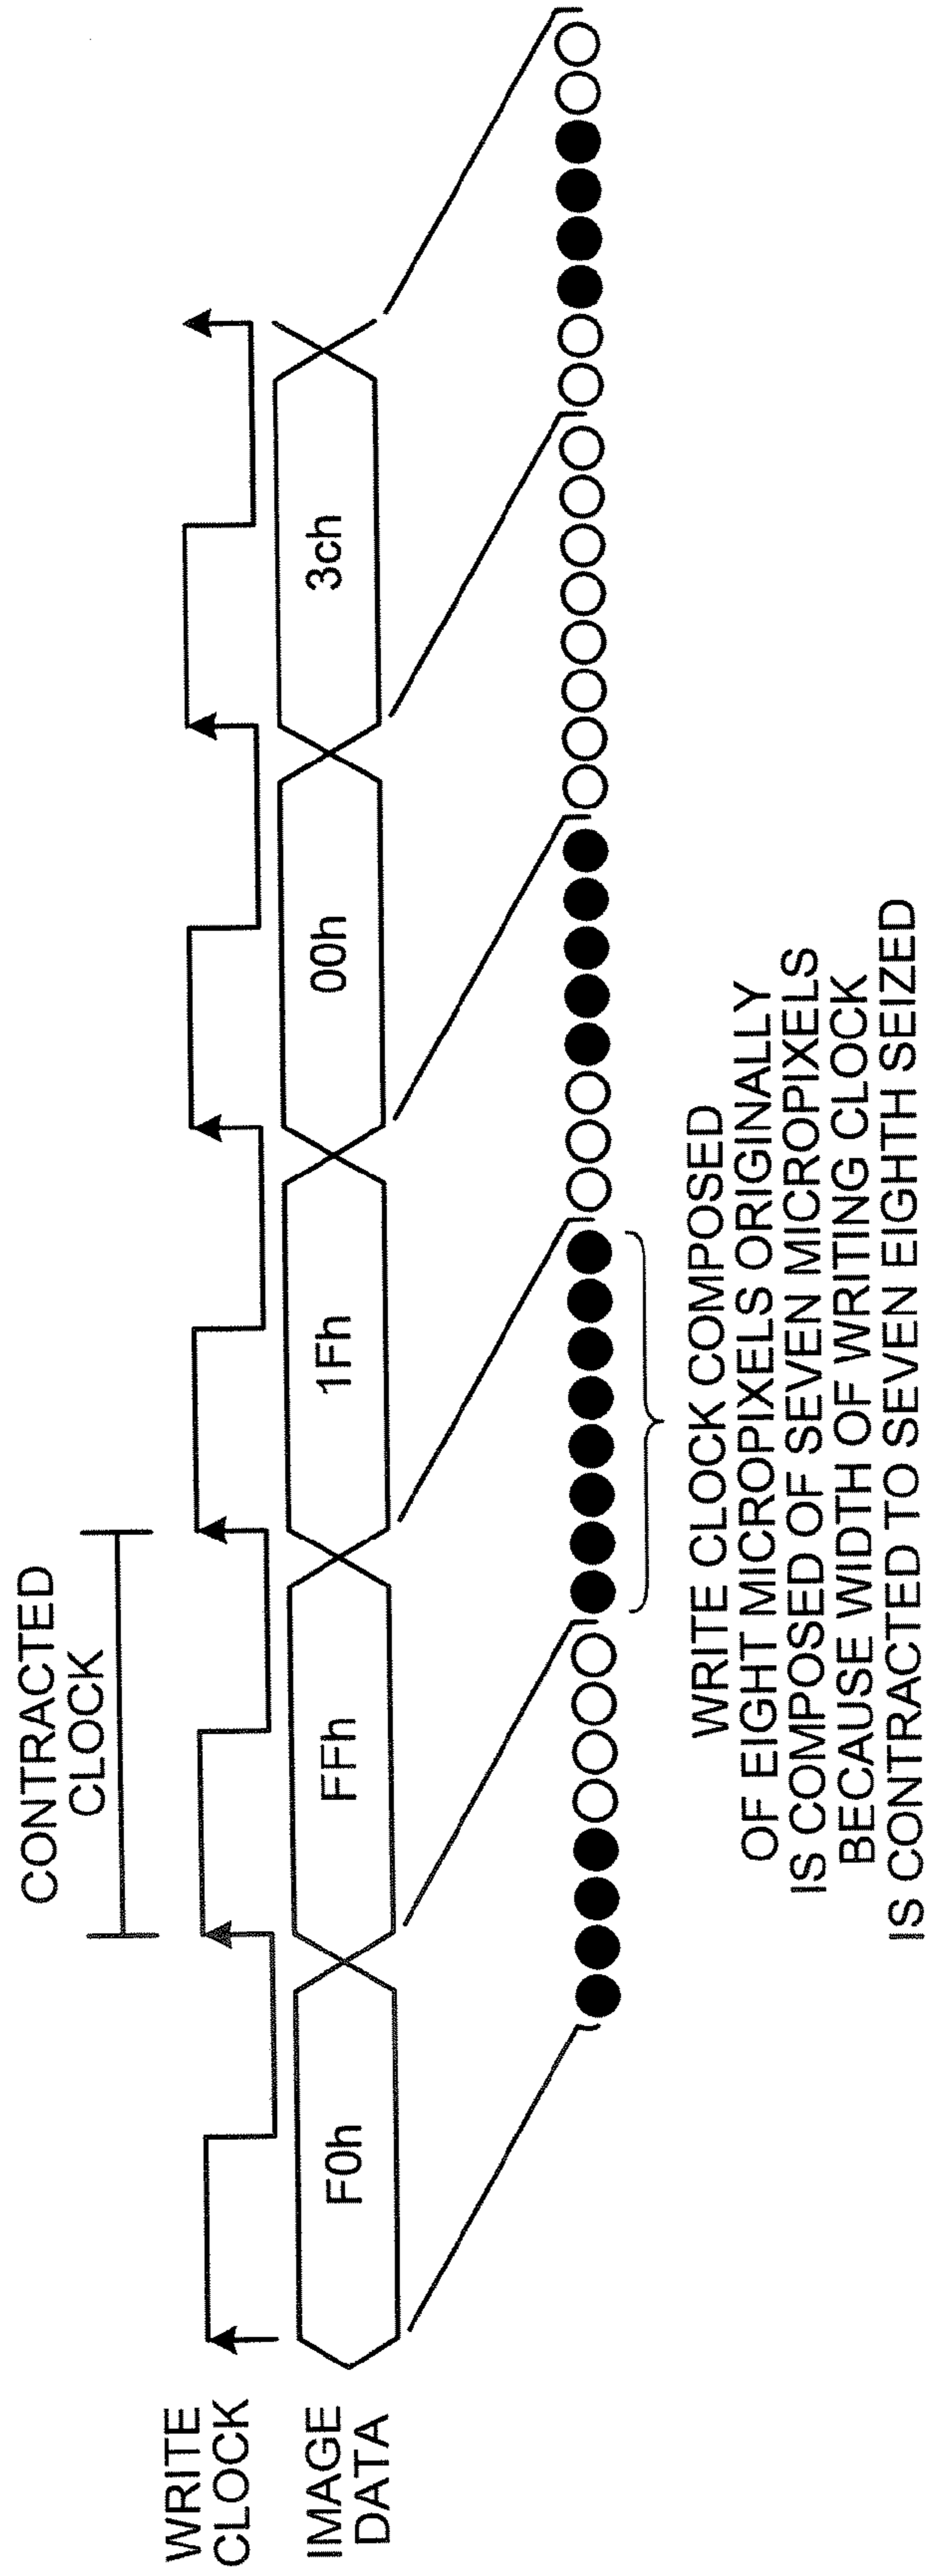 CONTRACTED
CLOCK
WRITE
CLOCK
IMAGE
DATA
F0h
FFh
1Fh
00h
3ch
WRITE CLOCK COMPOSED
OF EIGHT MICROPIXELS ORIGINALLY
IS COMPOSED OF SEVEN MICROPIXELS
BECAUSE WIDTH OF WRITING CLOCK
IS CONTRACTED TO SEVEN EIGHTH SEIZED